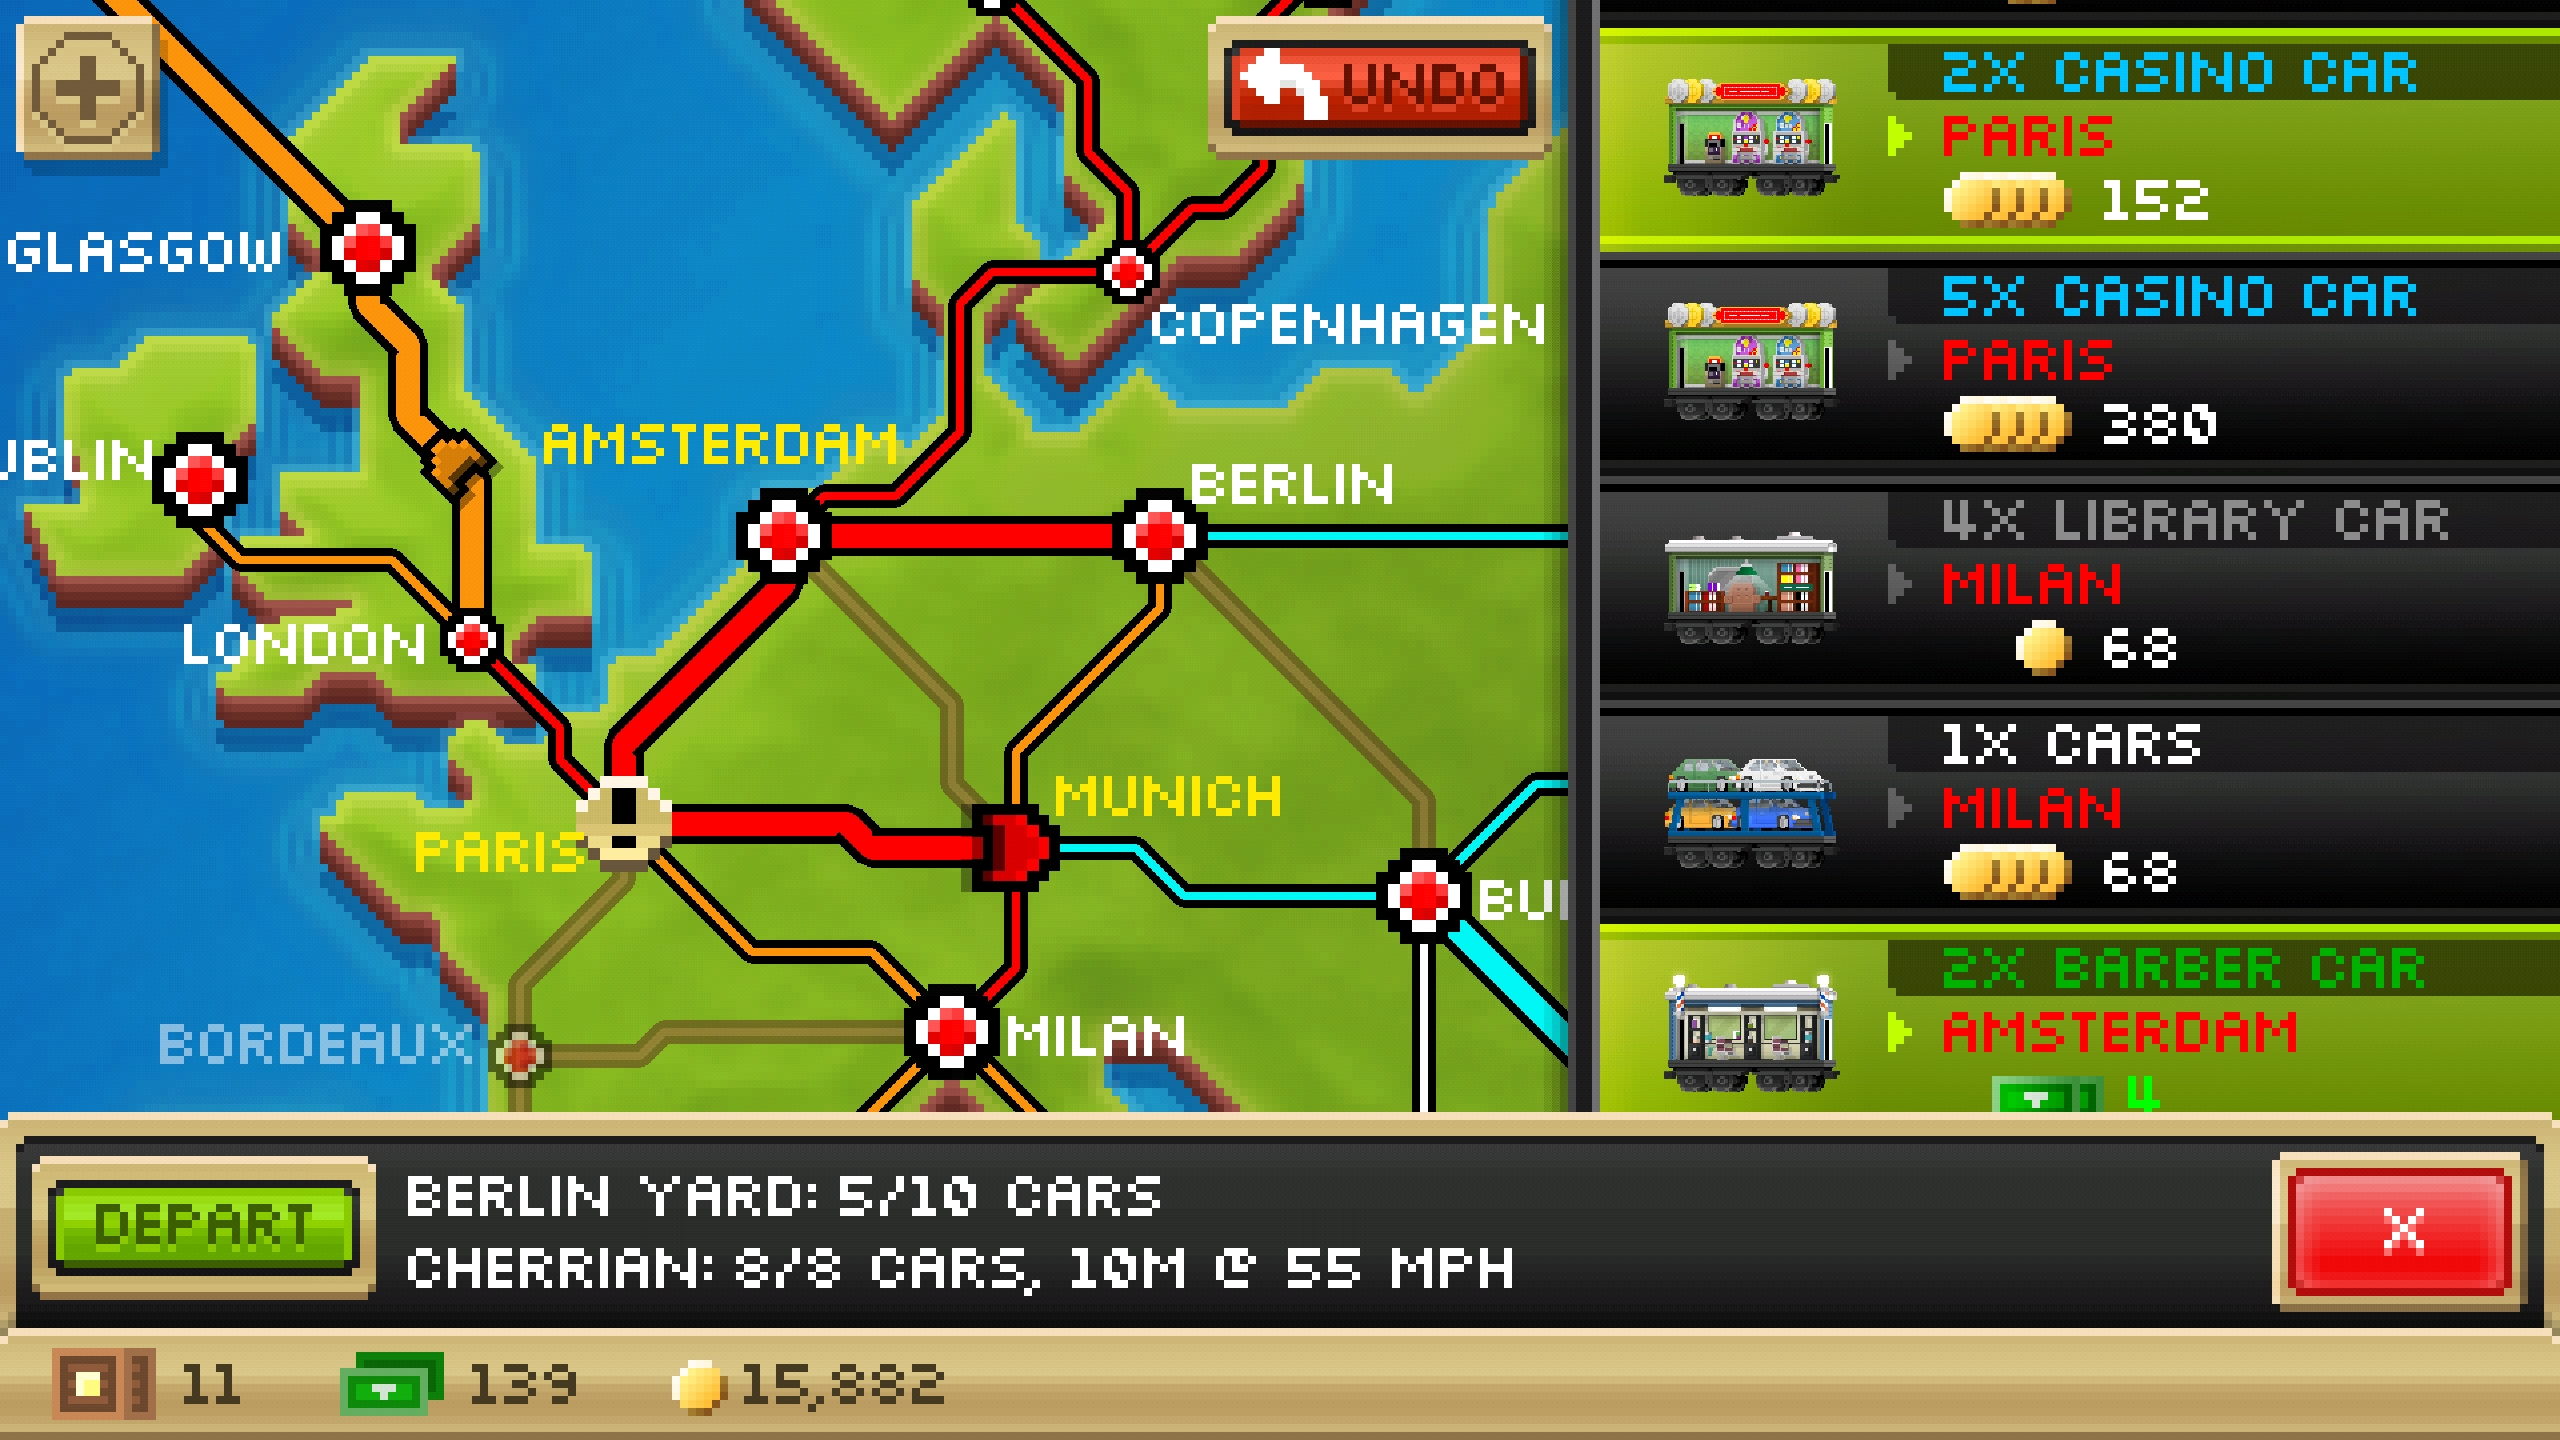 UNDO
GLASGOW
COPENHAGEN
UBLIN
AMSTERDAM
BERLIN
LONDON
MUNICH
PARIS
BU
BORDEAUX
MILAN
2X CASINO CAR
PARIS
152
5X CASINO CAR
PARIS
380
4X LIBRARY CAR
MILAN
68
1X CARS
MILAN
68
2X BARBER CAR
AMSTERDAM
4
DEPART
BERLIN YARD: 5/10 CARS
CHERRIAN: 8/8 CARS, 10M @ 55 MPH
X
11
139
15,882